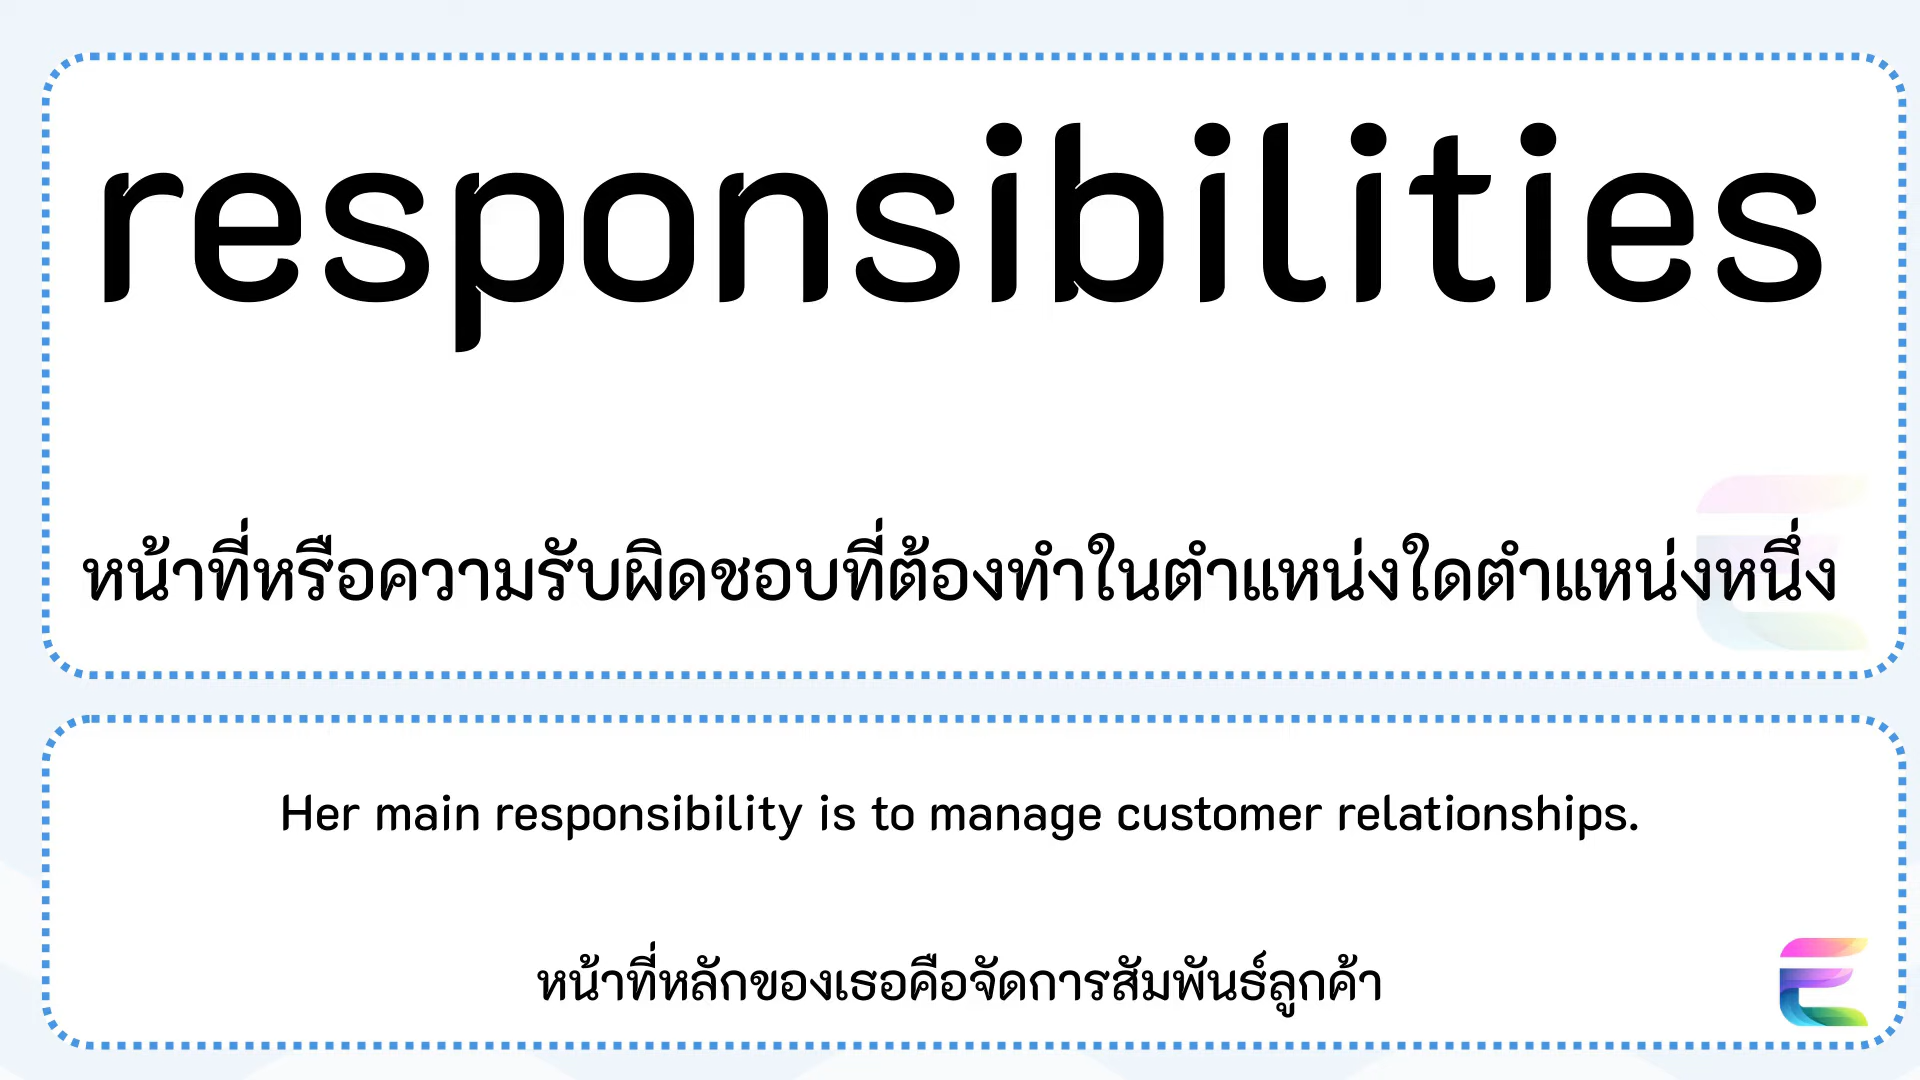 responsibilities
หน้าที่หรือความรับผิดชอบที่ต้องทำในตำแหน่งใดตำแหน่งหนึ่ง
Her main responsibility is to manage customer relationships.
หน้าที่หลักของเธอคือจัดการสัมพันธ์ลูกค้า